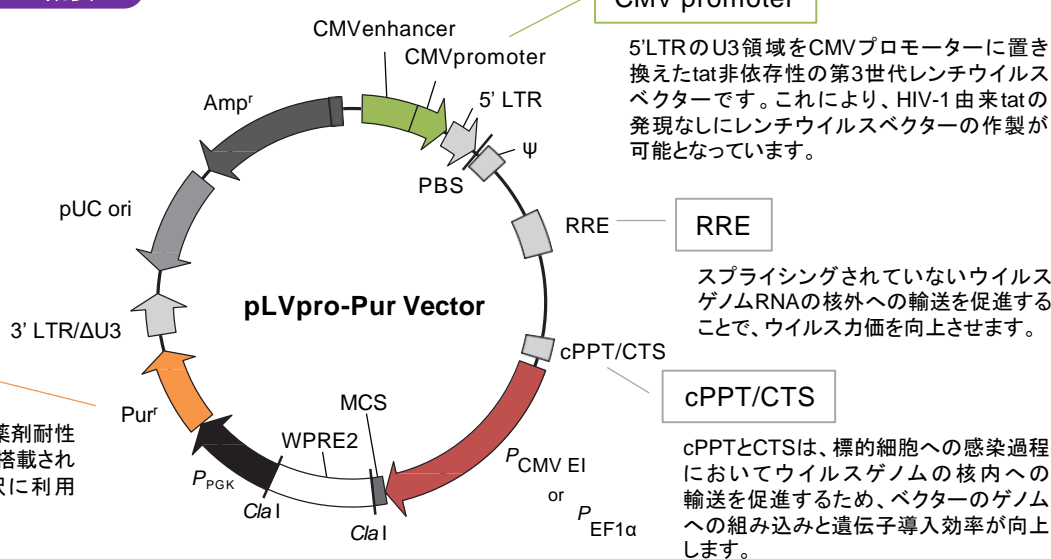 CMV promoter
5’LTRのU3領域をCMVプロモーターに置き
換えたtat非依存性の第3世代レンチウイルス
ベクターです。これにより、HIV-1由来tatの
発現なしにレンチウイルスベクターの作製が
可能となっています。
CMVenhancer
CMVpromoter
5’ LTR
ψ
PBS
Ampʳ
pUC ori
RRE
RRE
スプライシングされていないウイルス
ゲノムRNAの核外への輸送を促進する
ことで、ウイルス力価を向上させます。
pLVpro-Pur Vector
3’ LTR/ΔU3
cPPT/CTS
cPPT/CTS
cPPTとCTSは、標的細胞への感染過程
においてウイルスゲノムの核内への
輸送を促進するため、ベクターのゲノム
への組み込みと遺伝子導入効率が向上
します。
Purʳ
薬剤耐性
搭載され
に利用
MCS
WPRE2
PPGK
ClaI
ClaI
PCMV EI
or
PEF1α